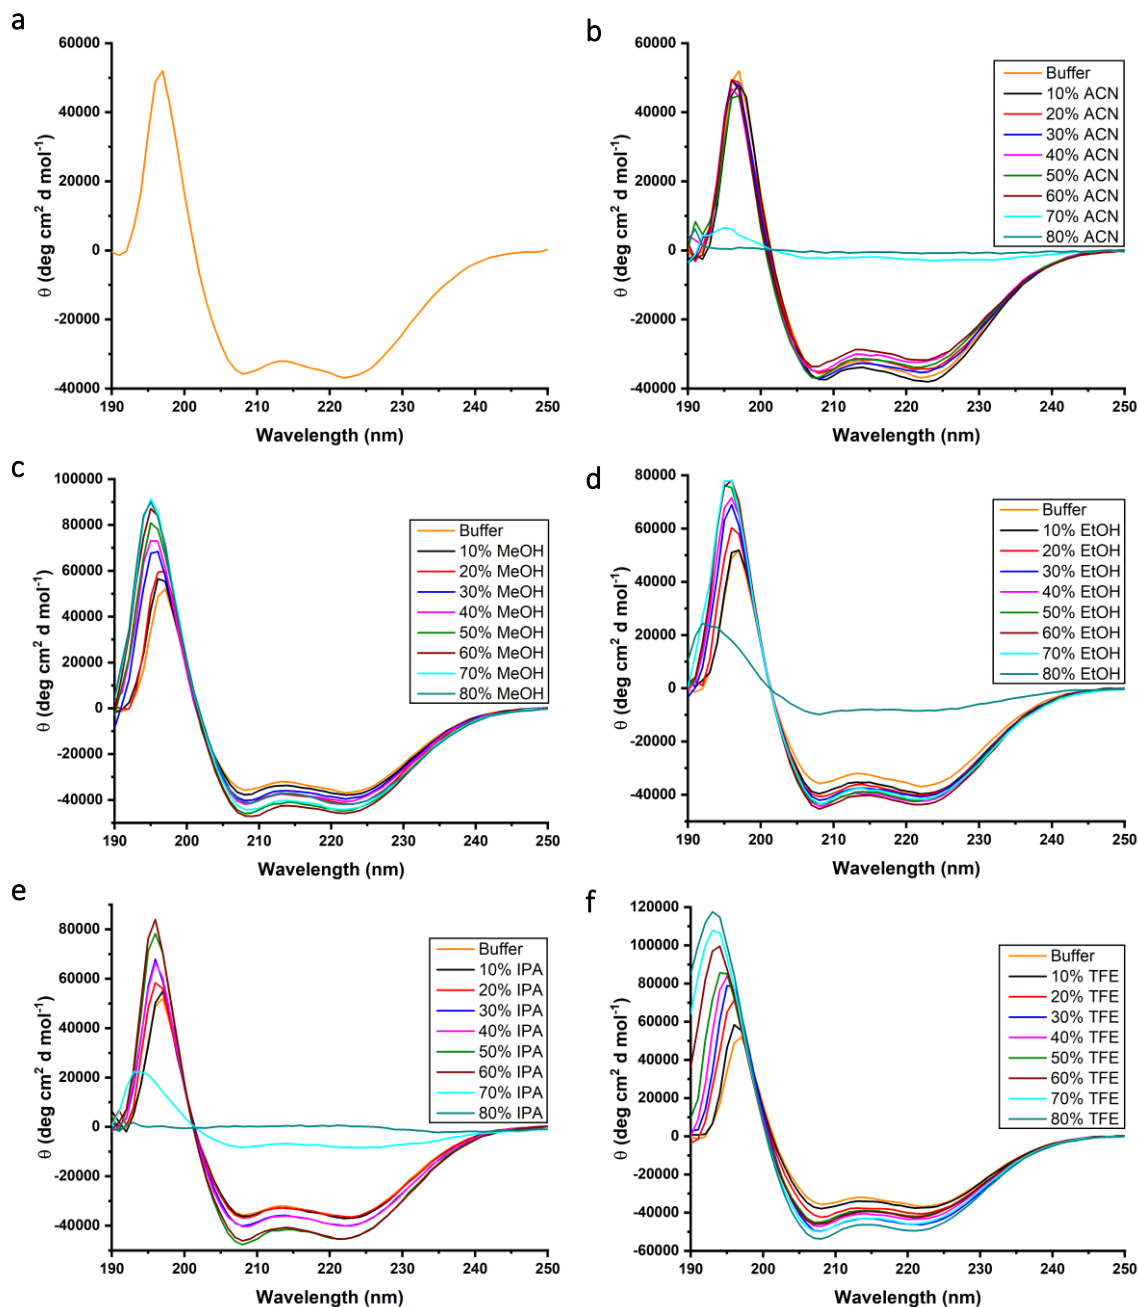 a
60000
40000
20000
0
-20000
-40000
190
200
210
220
230
240
250
θ (deg cm² d mol⁻¹)
Wavelength (nm)
b
60000
40000
20000
0
-20000
-40000
190
200
210
220
230
240
250
θ (deg cm² d mol⁻¹)
Wavelength (nm)
Buffer
10% ACN
20% ACN
30% ACN
40% ACN
50% ACN
60% ACN
70% ACN
80% ACN
c
100000
80000
60000
40000
20000
0
-20000
-40000
190
200
210
220
230
240
250
θ (deg cm² d mol⁻¹)
Wavelength (nm)
Buffer
10% MeOH
20% MeOH
30% MeOH
40% MeOH
50% MeOH
60% MeOH
70% MeOH
80% MeOH
d
80000
60000
40000
20000
0
-20000
-40000
190
200
210
220
230
240
250
θ (deg cm² d mol⁻¹)
Wavelength (nm)
Buffer
10% EtOH
20% EtOH
30% EtOH
40% EtOH
50% EtOH
60% EtOH
70% EtOH
80% EtOH
e
80000
60000
40000
20000
0
-20000
-40000
190
200
210
220
230
240
250
θ (deg cm² d mol⁻¹)
Wavelength (nm)
Buffer
10% IPA
20% IPA
30% IPA
40% IPA
50% IPA
60% IPA
70% IPA
80% IPA
f
120000
100000
80000
60000
40000
20000
0
-20000
-40000
-60000
190
200
210
220
230
240
250
θ (deg cm² d mol⁻¹)
Wavelength (nm)
Buffer
10% TFE
20% TFE
30% TFE
40% TFE
50% TFE
60% TFE
70% TFE
80% TFE